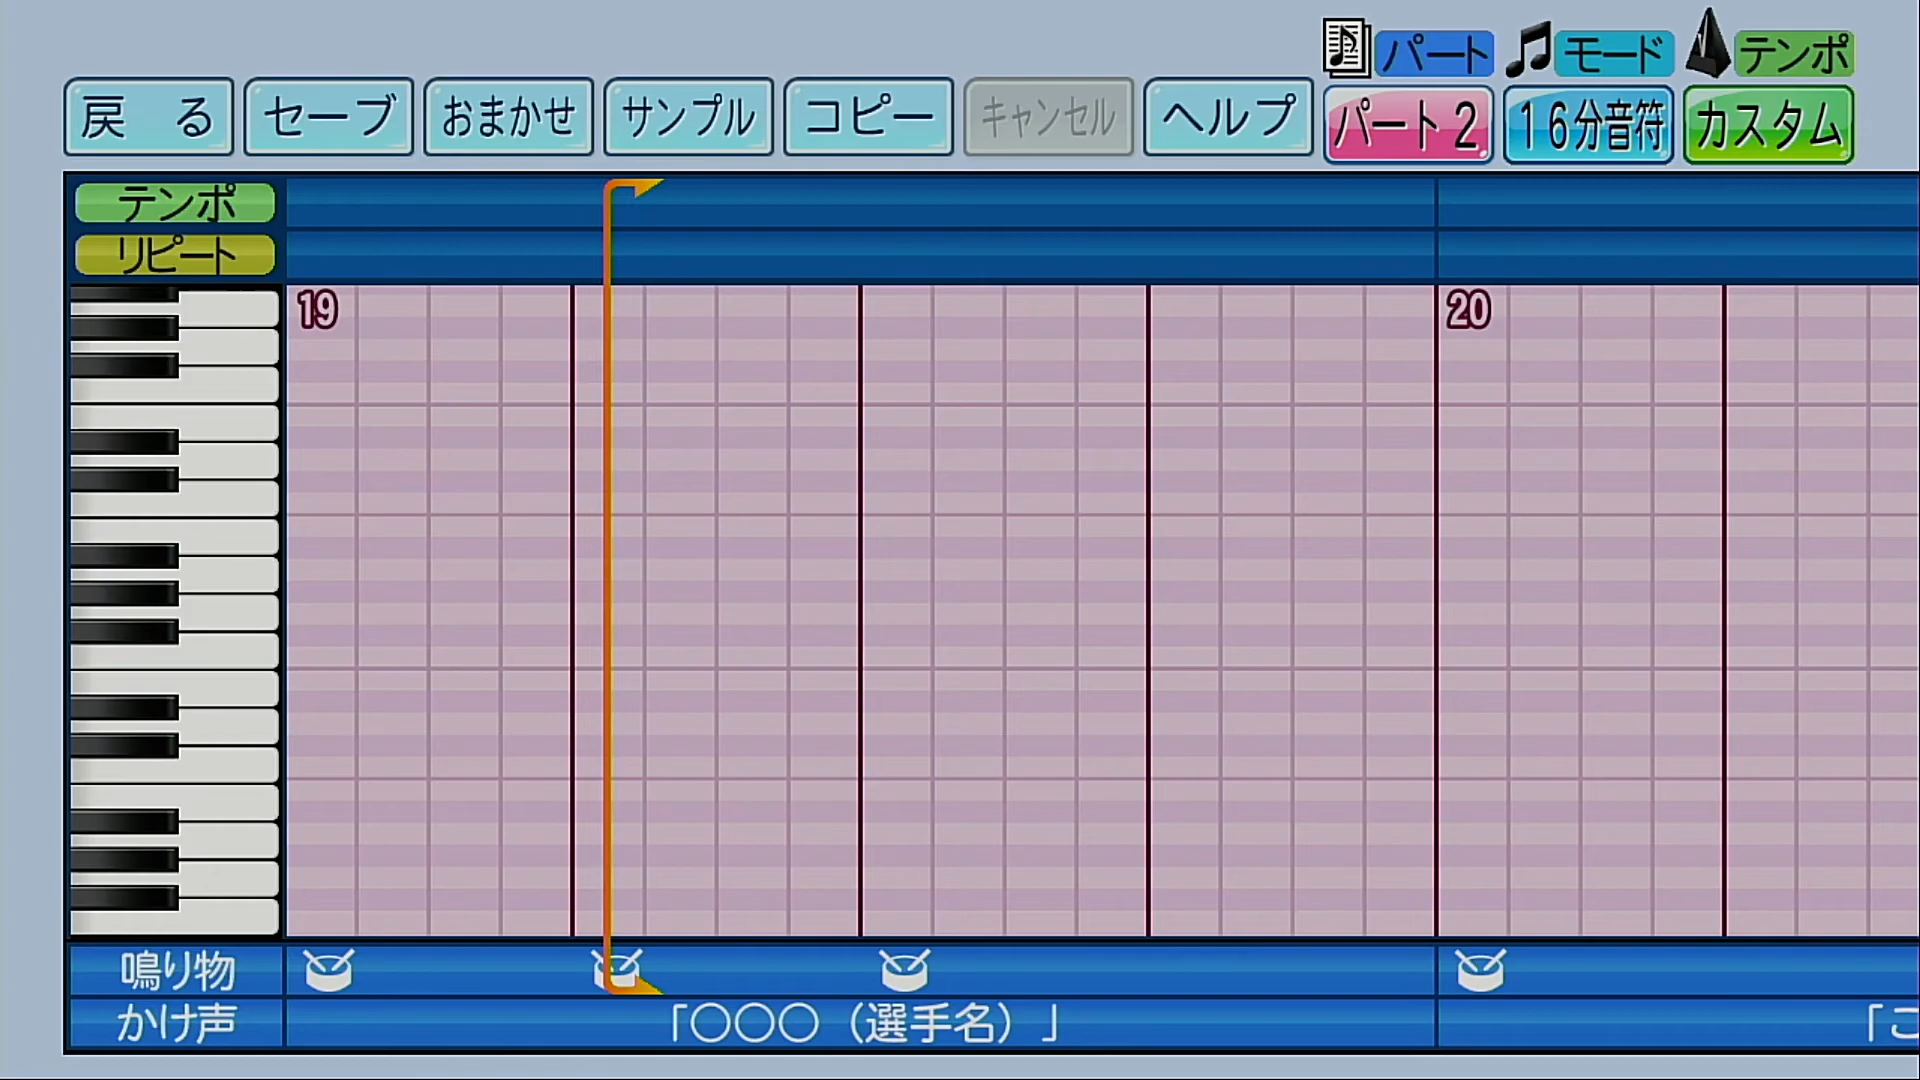 パート モード テンポ
戻る セーブ おまかせ サンプル コピー キャンセル ヘルプ パート2 16分音符 カスタム
テンポ
リピート
19 20
鳴り物
かけ声 「○○○（選手名）」 「こ